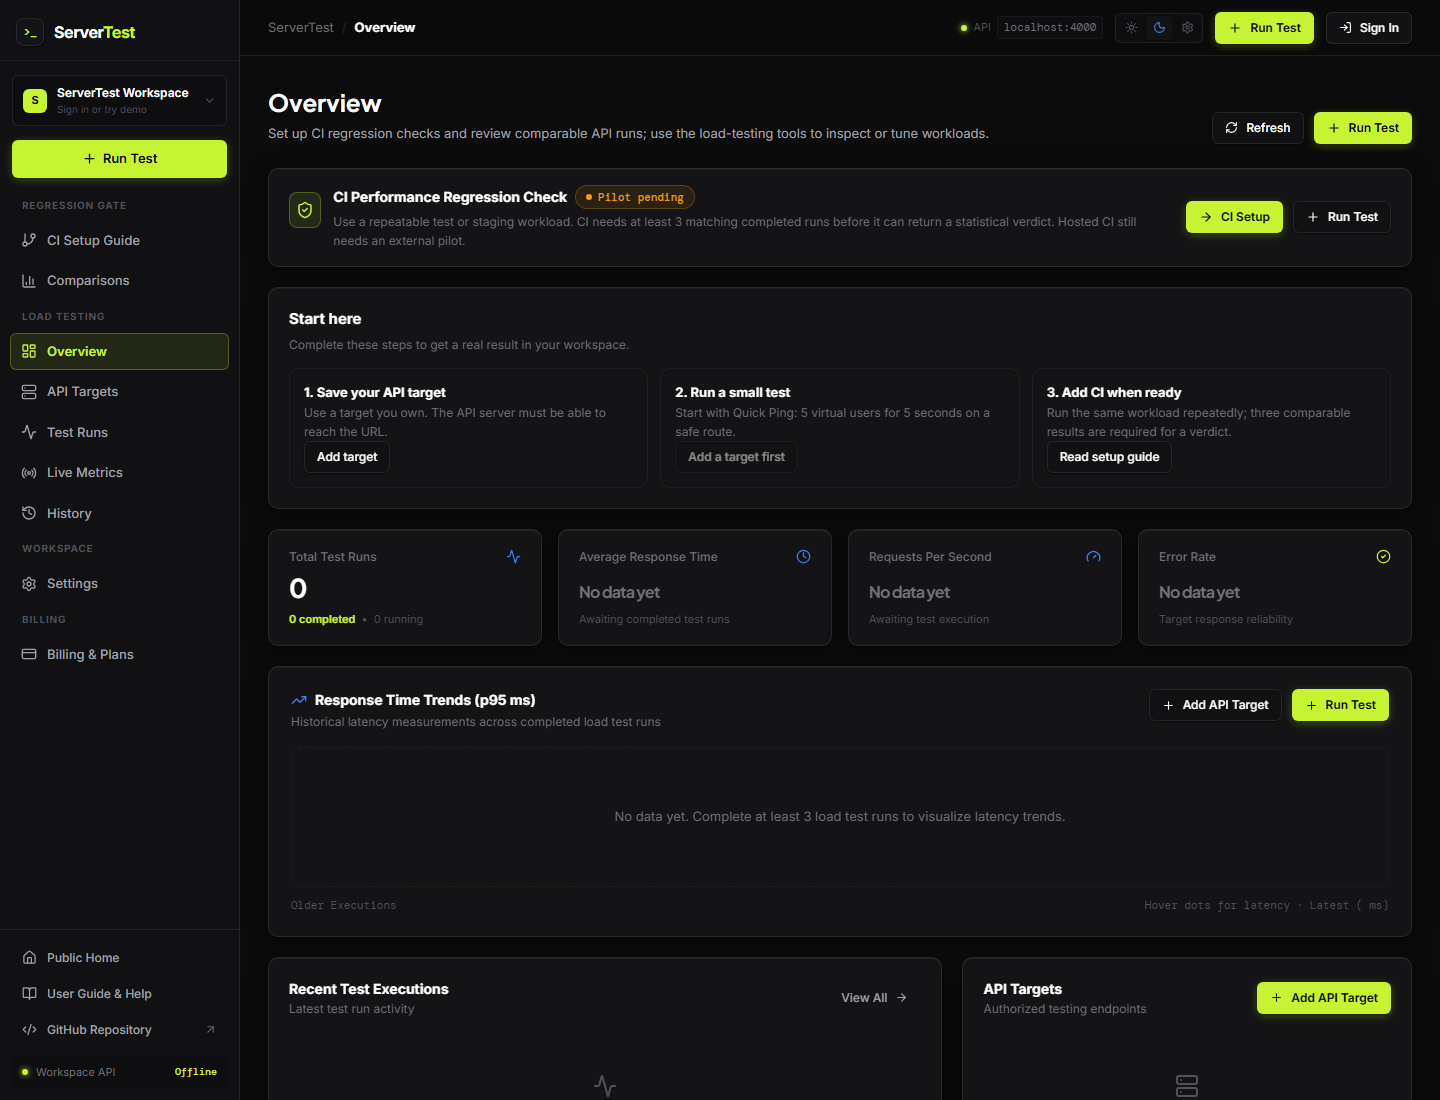 >_ ServerTest
S
ServerTest Workspace
Sign in or try demo
+ Run Test
REGRESSION GATE
CI Setup Guide
Comparisons
LOAD TESTING
Overview
API Targets
Test Runs
Live Metrics
History
WORKSPACE
Settings
BILLING
Billing & Plans
Public Home
User Guide & Help
GitHub Repository
Workspace API Offline
ServerTest / Overview
API localhost:4000
+ Run Test
Sign In
Overview
Set up CI regression checks and review comparable API runs; use the load-testing tools to inspect or tune workloads.
Refresh
+ Run Test
CI Performance Regression Check
Pilot pending
Use a repeatable test or staging workload. CI needs at least 3 matching completed runs before it can return a statistical verdict. Hosted CI still
needs an external pilot.
CI Setup
+ Run Test
Start here
Complete these steps to get a real result in your workspace.
1. Save your API target
Use a target you own. The API server must be able to
reach the URL.
Add target
2. Run a small test
Start with Quick Ping: 5 virtual users for 5 seconds on a
safe route.
Add a target first
3. Add CI when ready
Run the same workload repeatedly; three comparable
results are required for a verdict.
Read setup guide
Total Test Runs
0
0 completed • 0 running
Average Response Time
No data yet
Awaiting completed test runs
Requests Per Second
No data yet
Awaiting test execution
Error Rate
No data yet
Target response reliability
Response Time Trends (p95 ms)
Historical latency measurements across completed load test runs
+ Add API Target
+ Run Test
No data yet. Complete at least 3 load test runs to visualize latency trends.
Older Executions
Hover dots for latency · Latest ( ms)
Recent Test Executions
Latest test run activity
View All
API Targets
Authorized testing endpoints
+ Add API Target